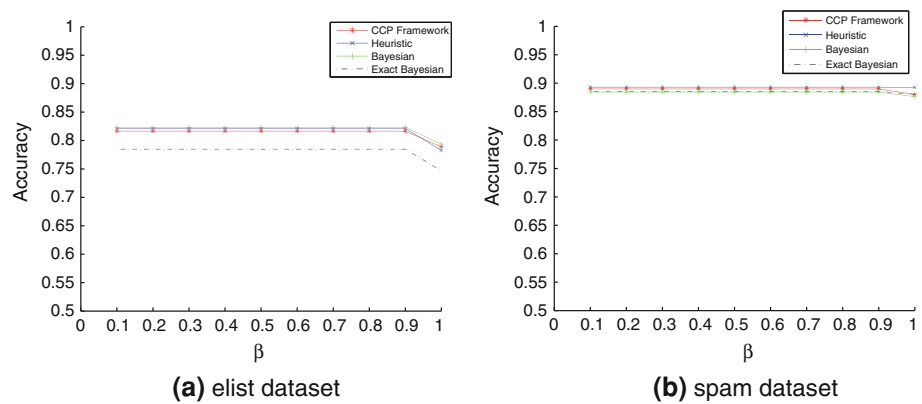 1
0.95
0.9
0.85
0.8
0.75
0.7
0.65
0.6
0.55
0.5
Accuracy
CCP Framework
Heuristic
Bayesian
Exact Bayesian
0 0.1 0.2 0.3 0.4 0.5 0.6 0.7 0.8 0.9 1
β
(a) elist dataset
1
0.95
0.9
0.85
0.8
0.75
0.7
0.65
0.6
0.55
0.5
Accuracy
CCP Framework
Heuristic
Bayesian
Exact Bayesian
0 0.1 0.2 0.3 0.4 0.5 0.6 0.7 0.8 0.9 1
β
(b) spam dataset